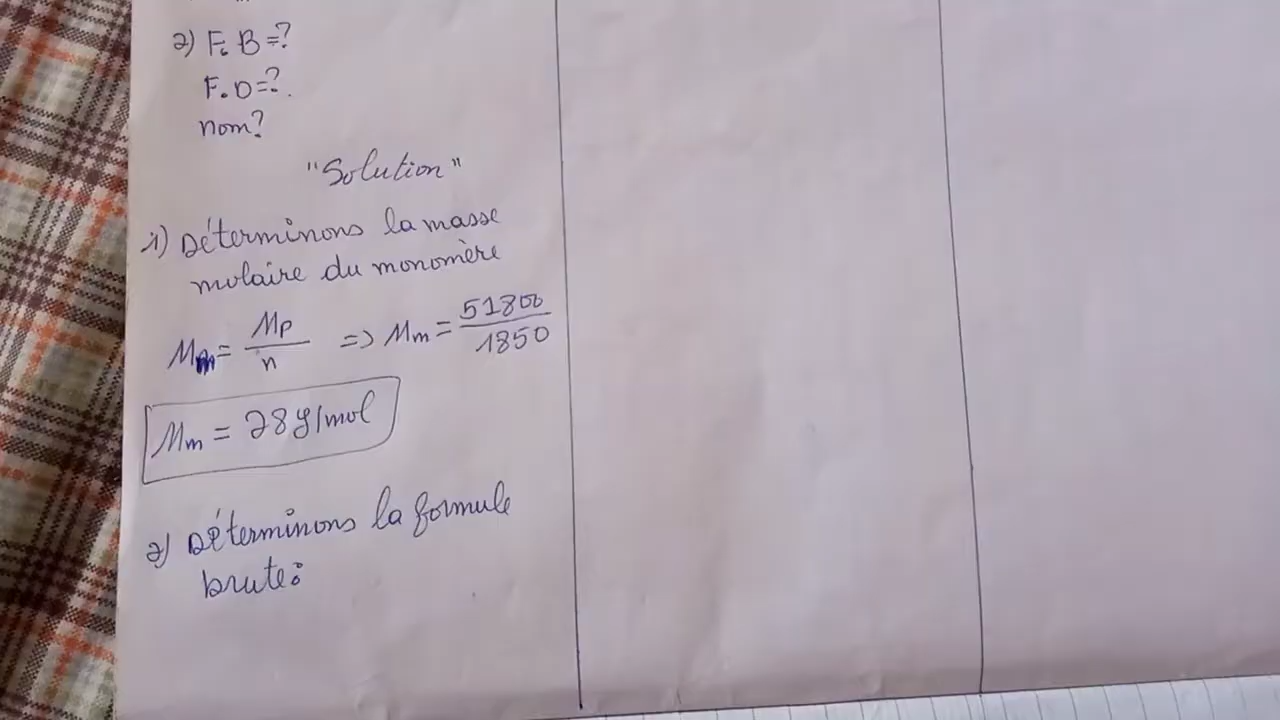 2) F.B=?
F.D=?.
nom?
"Solution"
1) Déterminons la masse
molaire du monomère
Mm = Mp/n => Mm = 51800/1850
Mm = 28g/mol
2) Déterminons la formule
brute: